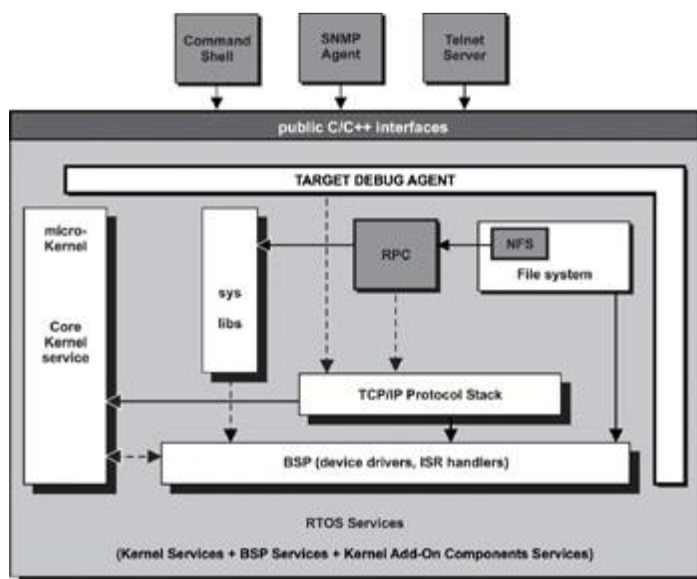 Command
Shell
SNMP
Agent
Telnet
Server
public C/C++ interfaces
TARGET DEBUG AGENT
micro-
Kernel
Core
Kernel
service
sys
libs
RPC
NFS
File system
TCP/IP Protocol Stack
BSP (device drivers, ISR handlers)
RTOS Services
(Kernel Services + BSP Services + Kernel Add-On Components Services)